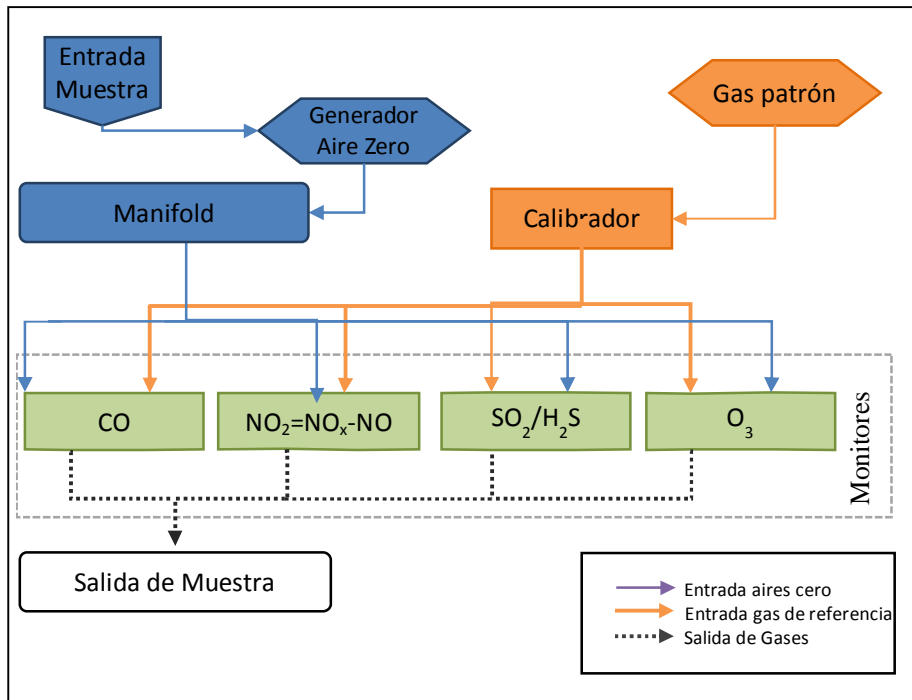 Entrada
Muestra
Generador
Aire Zero
Gas patrón
Manifold
Calibrador
CO
NO₂=NOₓ-NO
SO₂/H₂S
O₃
Monitores
Salida de Muestra
Entrada aires cero
Entrada gas de referencia
Salida de Gases